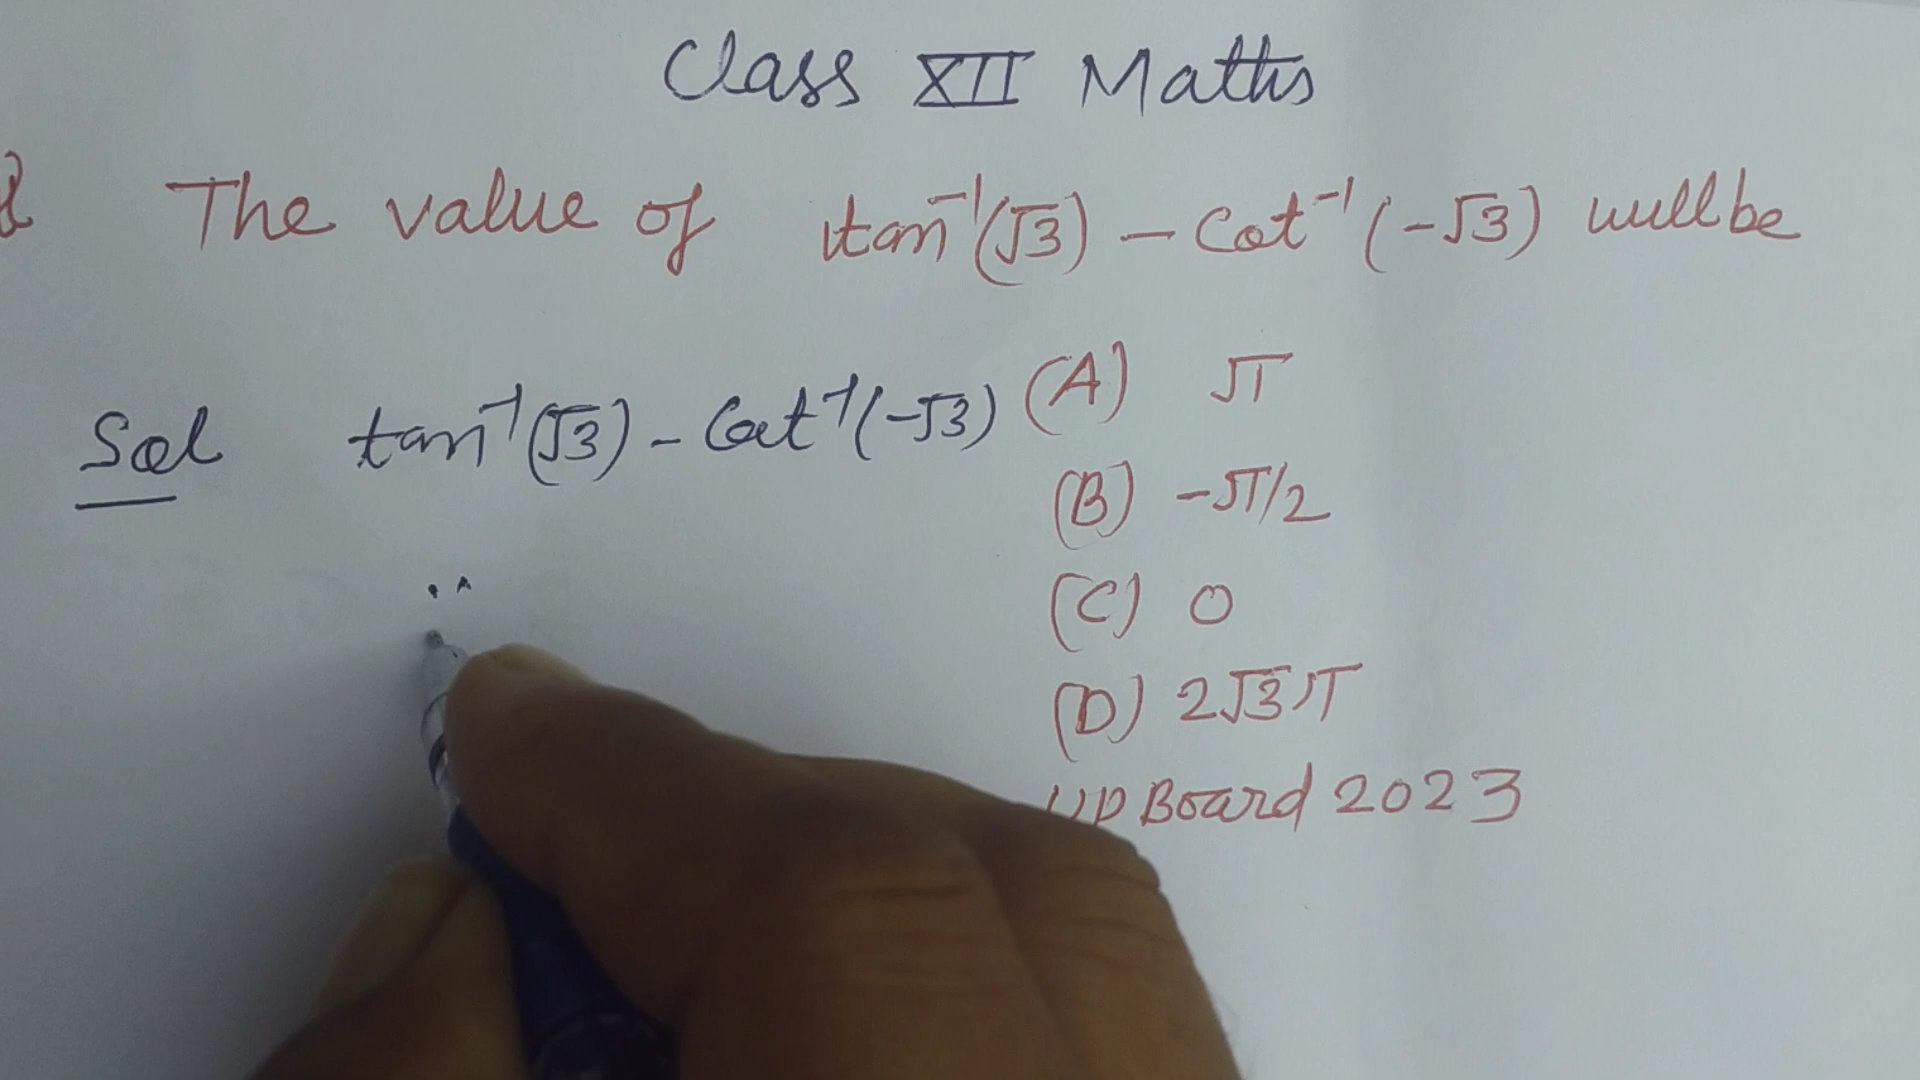 Class XII Maths
The value of tan⁻¹(√3) - Cot⁻¹(-√3) will be
Sol tan⁻¹(√3) - Cot⁻¹(-√3)
(A) π
(B) -π/2
(C) 0
(D) 2√3π
UP Board 2023